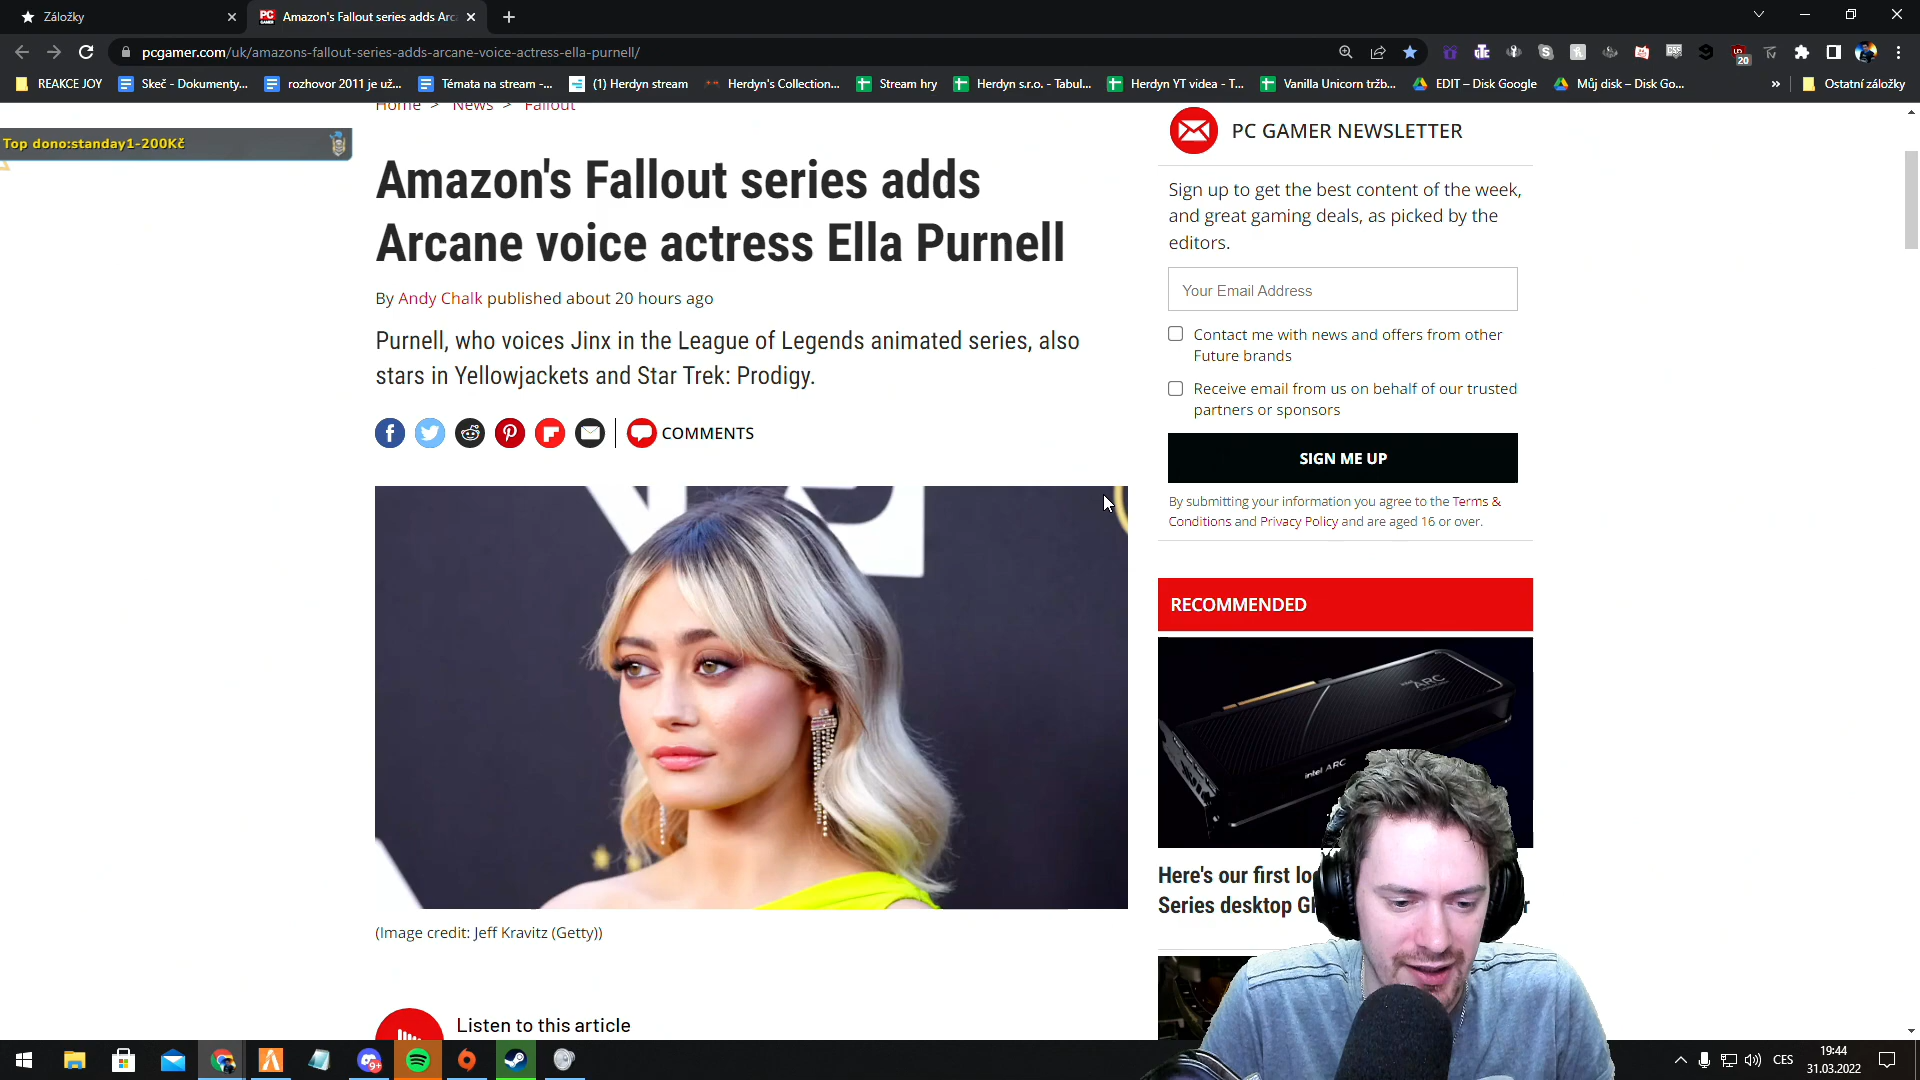 Záložky
PC GAMER
Amazon's Fallout series adds Arc
pcgamer.com/uk/amazons-fallout-series-adds-arcane-voice-actress-ella-purnell/
20
REAKCE JOY
Skeč - Dokumenty...
rozhovor 2011 je už...
Témata na stream -...
(1) Herdyn stream
Herdyn's Collection...
Stream hry
Herdyn s.r.o. - Tabul...
Herdyn YT videa - T...
Vanilla Unicorn tržb...
EDIT – Disk Google
Můj disk – Disk Go...
»
Ostatní záložky
Home > News > Fallout
Top dono:standay1-200Kč
Amazon's Fallout series adds
Arcane voice actress Ella Purnell
By Andy Chalk published about 20 hours ago
Purnell, who voices Jinx in the League of Legends animated series, also
stars in Yellowjackets and Star Trek: Prodigy.
COMMENTS
(Image credit: Jeff Kravitz (Getty))
Listen to this article
PC GAMER NEWSLETTER
Sign up to get the best content of the week,
and great gaming deals, as picked by the
editors.
Your Email Address
Contact me with news and offers from other
Future brands
Receive email from us on behalf of our trusted
partners or sponsors
SIGN ME UP
By submitting your information you agree to the Terms &
Conditions and Privacy Policy and are aged 16 or over.
RECOMMENDED
intel ARC
intel ARC
Here's our first
Series desktop
9+
CES
19:44
31.03.2022